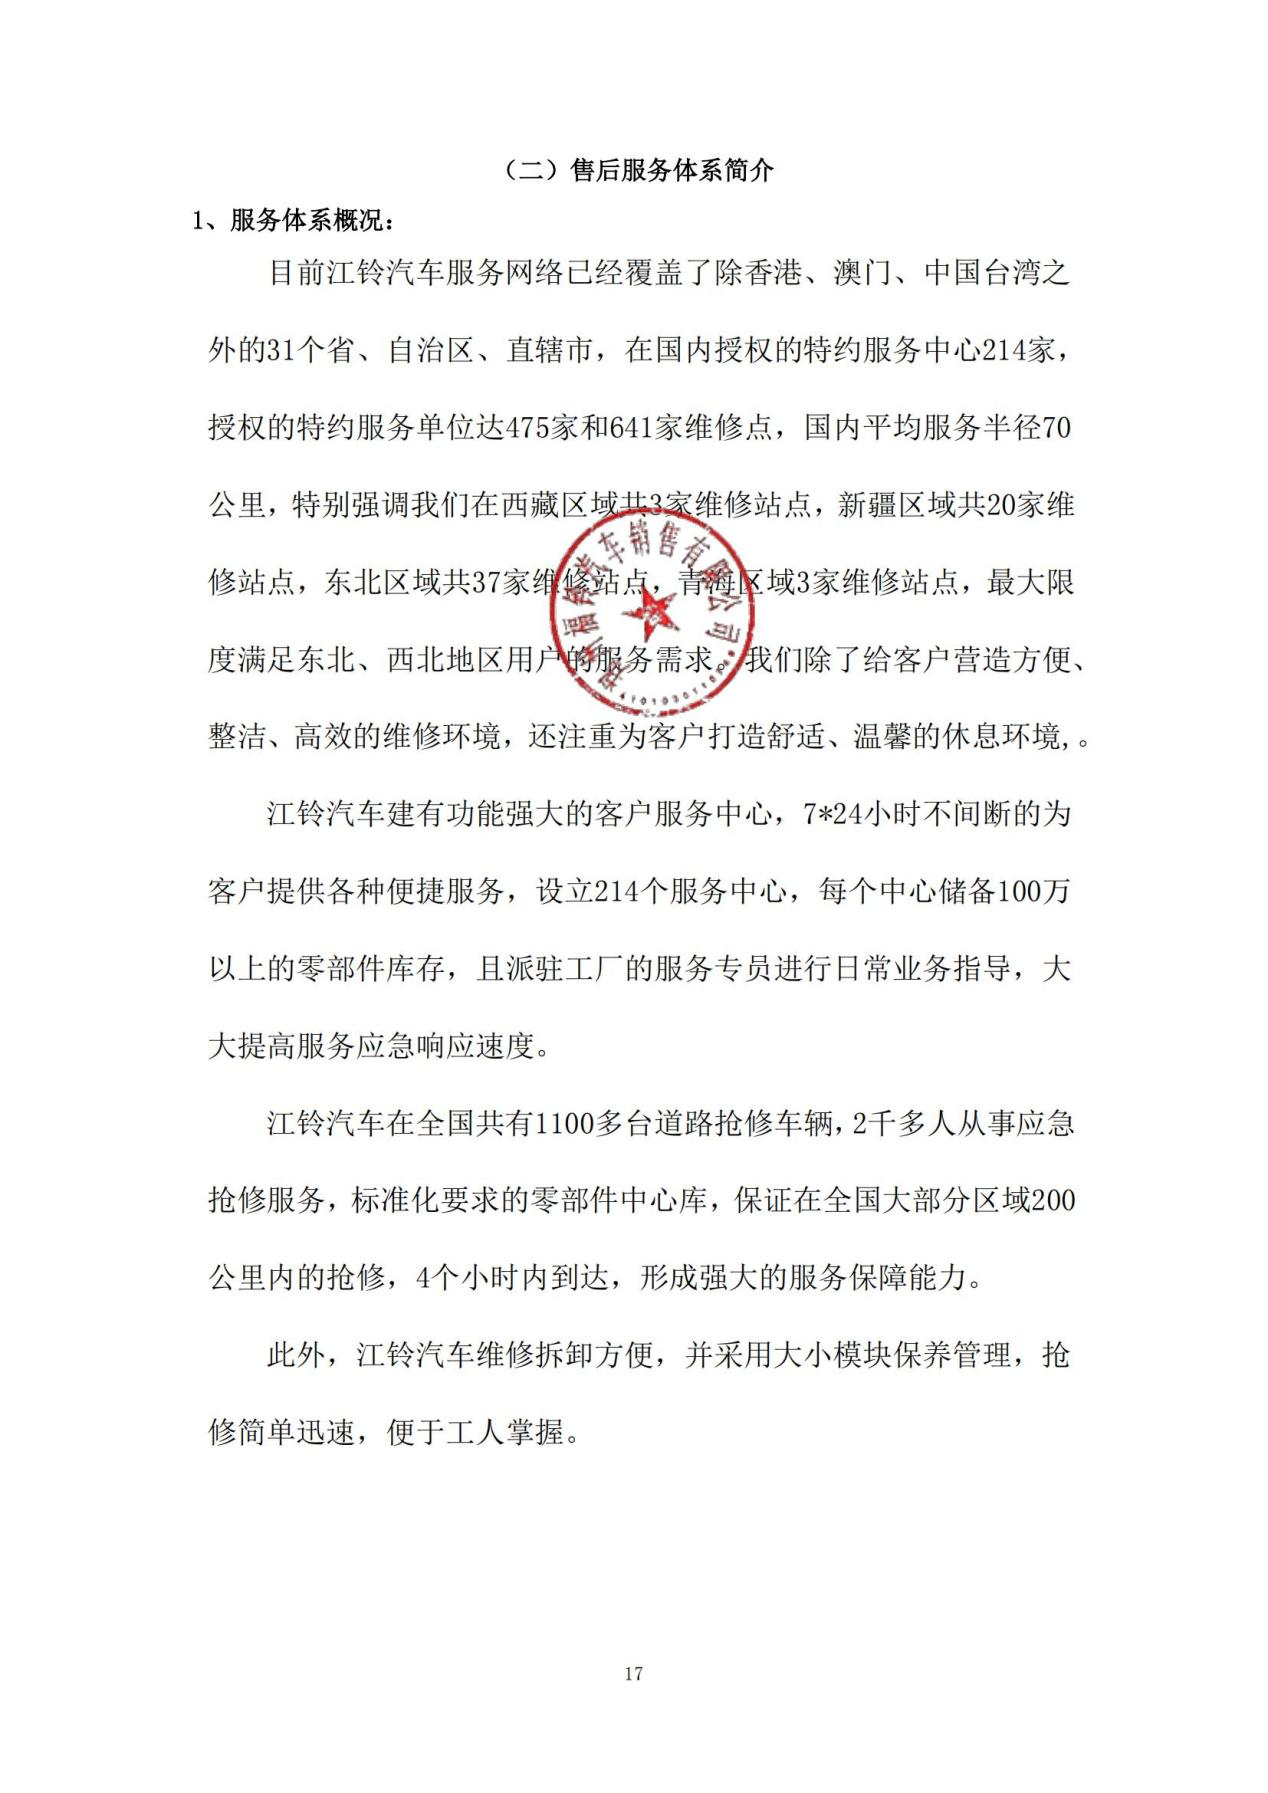 （二）售后服务体系简介
1、服务体系概况：
目前江铃汽车服务网络已经覆盖了除香港、澳门、中国台湾之
外的31个省、自治区、直辖市，在国内授权的特约服务中心214家，
授权的特约服务单位达475家和641家维修点，国内平均服务半径70
公里，特别强调我们在西藏区域共3家维修站点，新疆区域共20家维
修站点，东北区域共37家维修站点，青海区域3家维修站点，最大限
度满足东北、西北地区用户的服务需求。我们除了给客户营造方便、
整洁、高效的维修环境，还注重为客户打造舒适、温馨的休息环境,。
江铃汽车建有功能强大的客户服务中心，7*24小时不间断的为
客户提供各种便捷服务，设立214个服务中心，每个中心储备100万
以上的零部件库存，且派驻工厂的服务专员进行日常业务指导，大
大提高服务应急响应速度。
江铃汽车在全国共有1100多台道路抢修车辆，2千多人从事应急
抢修服务，标准化要求的零部件中心库，保证在全国大部分区域200
公里内的抢修，4个小时内到达，形成强大的服务保障能力。
此外，江铃汽车维修拆卸方便，并采用大小模块保养管理，抢
修简单迅速，便于工人掌握。
郑州福铃汽车销售有限公司
17